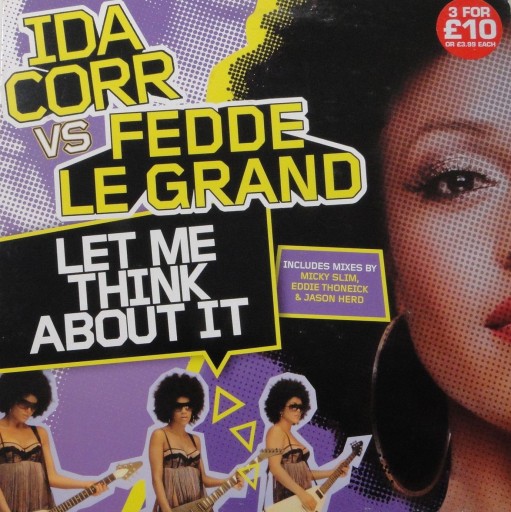 IDA
CORR
VS FEDDE
LE GRAND
LET ME
THINK
ABOUT IT
INCLUDES MIXES BY
MICKY SLIM,
EDDIE THONEICK
& JASON HERD
3 FOR
£10
OR £3.99 EACH